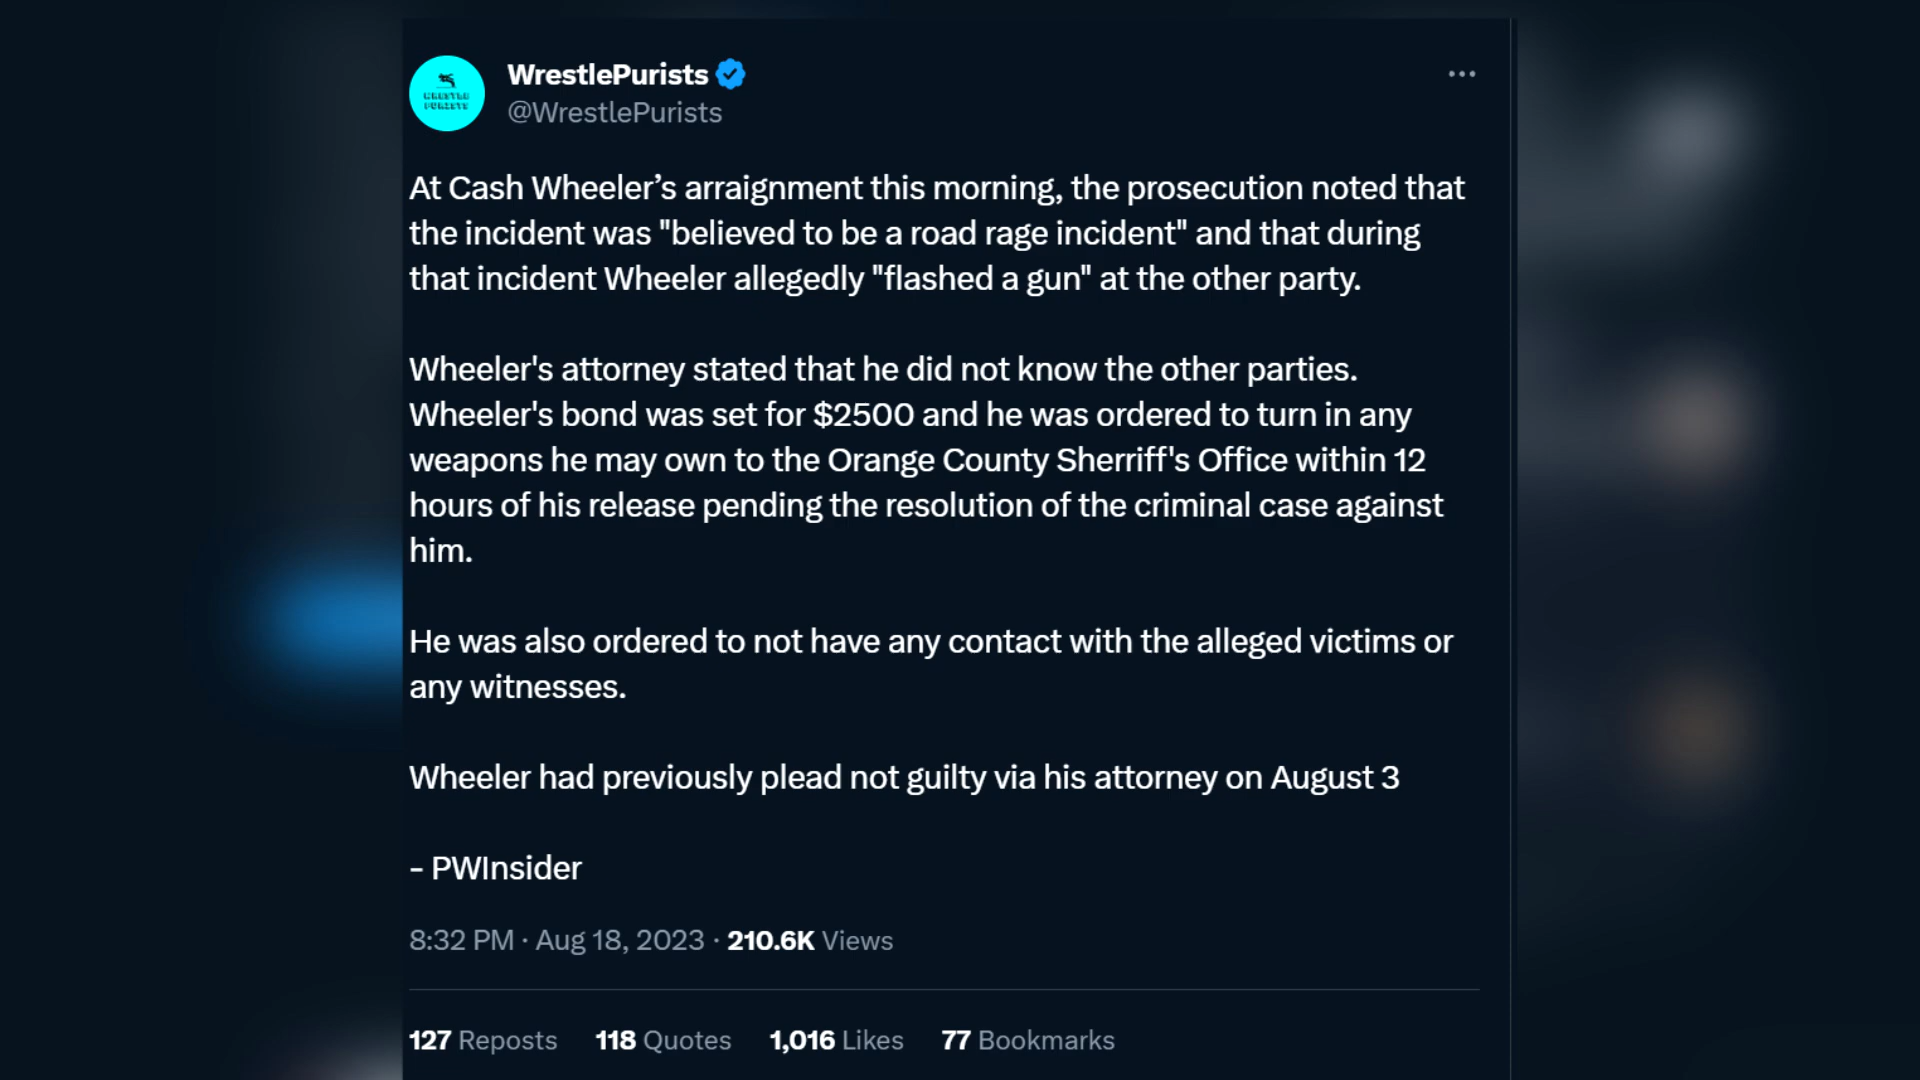 WrestlePurists
@WrestlePurists
WRESTLE
PURISTS
At Cash Wheeler’s arraignment this morning, the prosecution noted that
the incident was "believed to be a road rage incident" and that during
that incident Wheeler allegedly "flashed a gun" at the other party.
Wheeler's attorney stated that he did not know the other parties.
Wheeler's bond was set for $2500 and he was ordered to turn in any
weapons he may own to the Orange County Sherriff's Office within 12
hours of his release pending the resolution of the criminal case against
him.
He was also ordered to not have any contact with the alleged victims or
any witnesses.
Wheeler had previously plead not guilty via his attorney on August 3
- PWInsider
8:32 PM · Aug 18, 2023 · 210.6K Views
127 Reposts 118 Quotes 1,016 Likes 77 Bookmarks